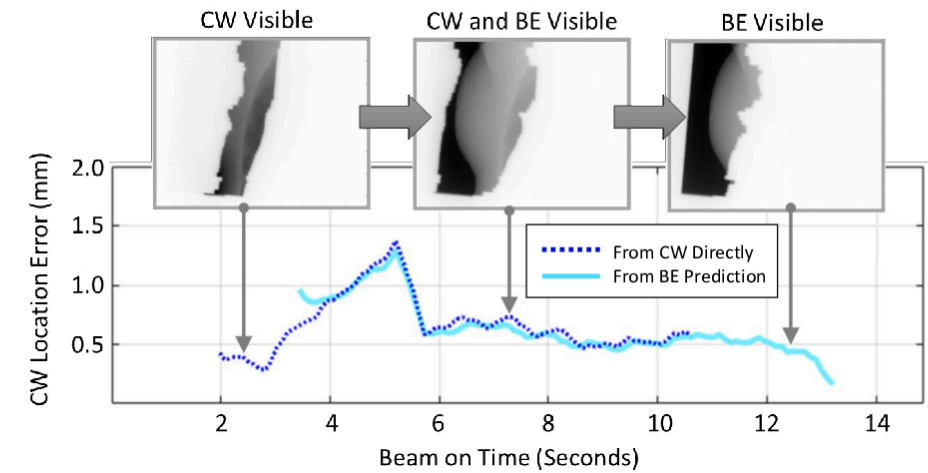 CW Visible
CW and BE Visible
BE Visible
CW Location Error (mm)
2.0
1.5
1.0
0.5
From CW Directly
From BE Prediction
2 4 6 8 10 12 14
Beam on Time (Seconds)